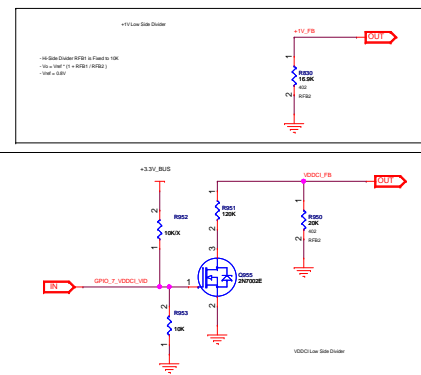 +1V Low Side Divider
+1V_FB
OUT
- Hi-Side Divider RFB1 is Fixed to 10K
- Vo = Vref * (1 + RFB1 / RFB2 )
- Vref = 0.6V
1
R830
16.9K
402
2
RFB2
+3.3V_BUS
VDDCI_FB
OUT
2
R952
10K/X
1
1
R951
120K
2
1
R950
20K
402
2
RFB2
3
Q955
2N7002E
IN
GPIO_7_VDDCI_VID
1
2
2
R953
10K
1
VDDCI Low Side Divider